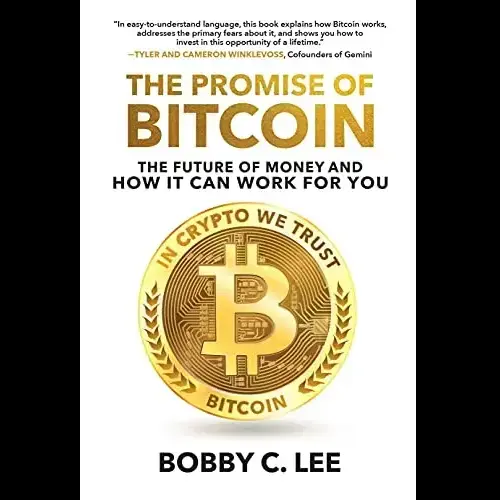 "In easy-to-understand language, this book explains how Bitcoin works,
addresses the primary fears about it, and shows you how to
invest in this opportunity of a lifetime."
—TYLER AND CAMERON WINKLEVOSS, Cofounders of Gemini
THE PROMISE OF
BITCOIN
THE FUTURE OF MONEY AND
HOW IT CAN WORK FOR YOU
IN CRYPTO WE TRUST
BITCOIN
BOBBY C. LEE